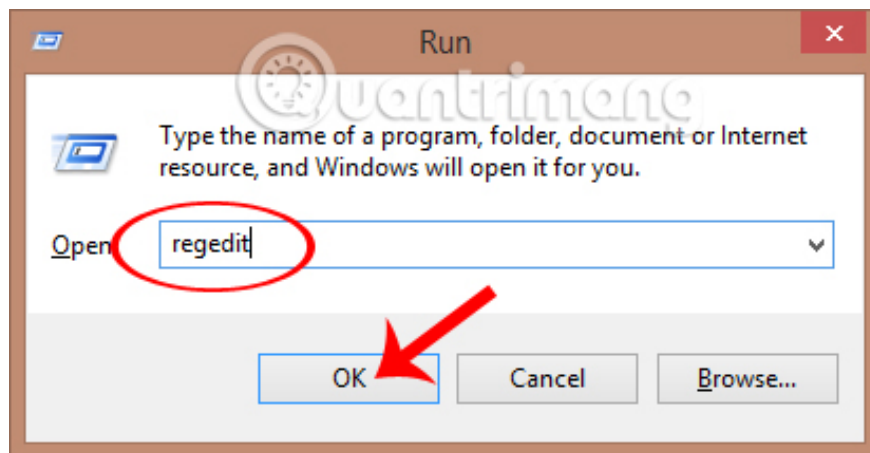 Run
Quantrimang
Type the name of a program, folder, document or Internet
resource, and Windows will open it for you.
Open
regedit
OK
Cancel
Browse...